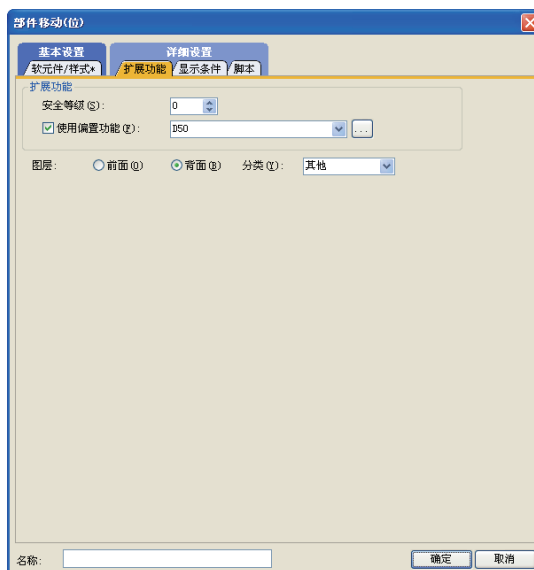 部件移动(位)
基本设置 详细设置
软元件/样式* 扩展功能 显示条件 脚本
扩展功能
安全等级(S): 0
使用偏置功能(F): D50 ...
图层: 前面(O) 背面(B) 分类(Y): 其他
名称: 确定 取消